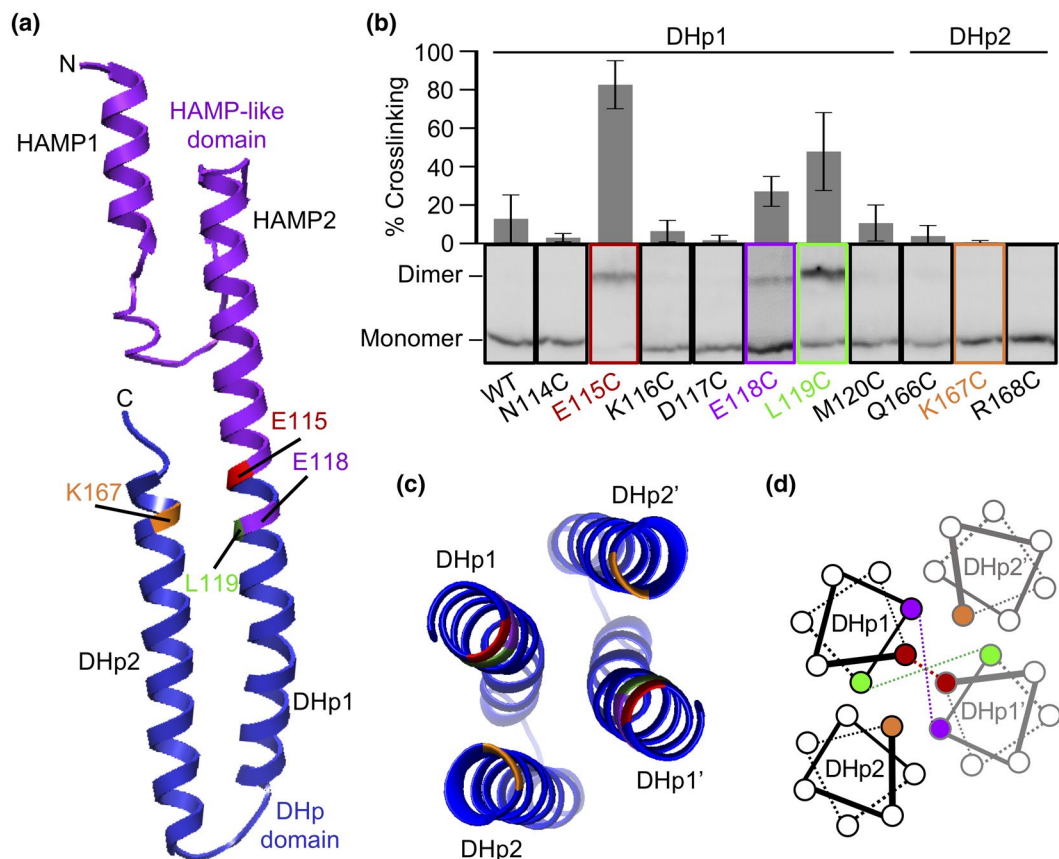 (a)
N
HAMP1
HAMP-like
domain
HAMP2
C
E115
E118
K167
L119
DHp2
DHp1
DHp
domain
(b)
DHp1
DHp2
% Crosslinking
100
80
60
40
20
0
Dimer
Monomer
WT
N114C
E115C
K116C
D117C
E118C
L119C
M120C
Q166C
K167C
R168C
(c)
DHp2'
DHp1
DHp1'
DHp2
(d)
DHp2'
DHp1
DHp1'
DHp2